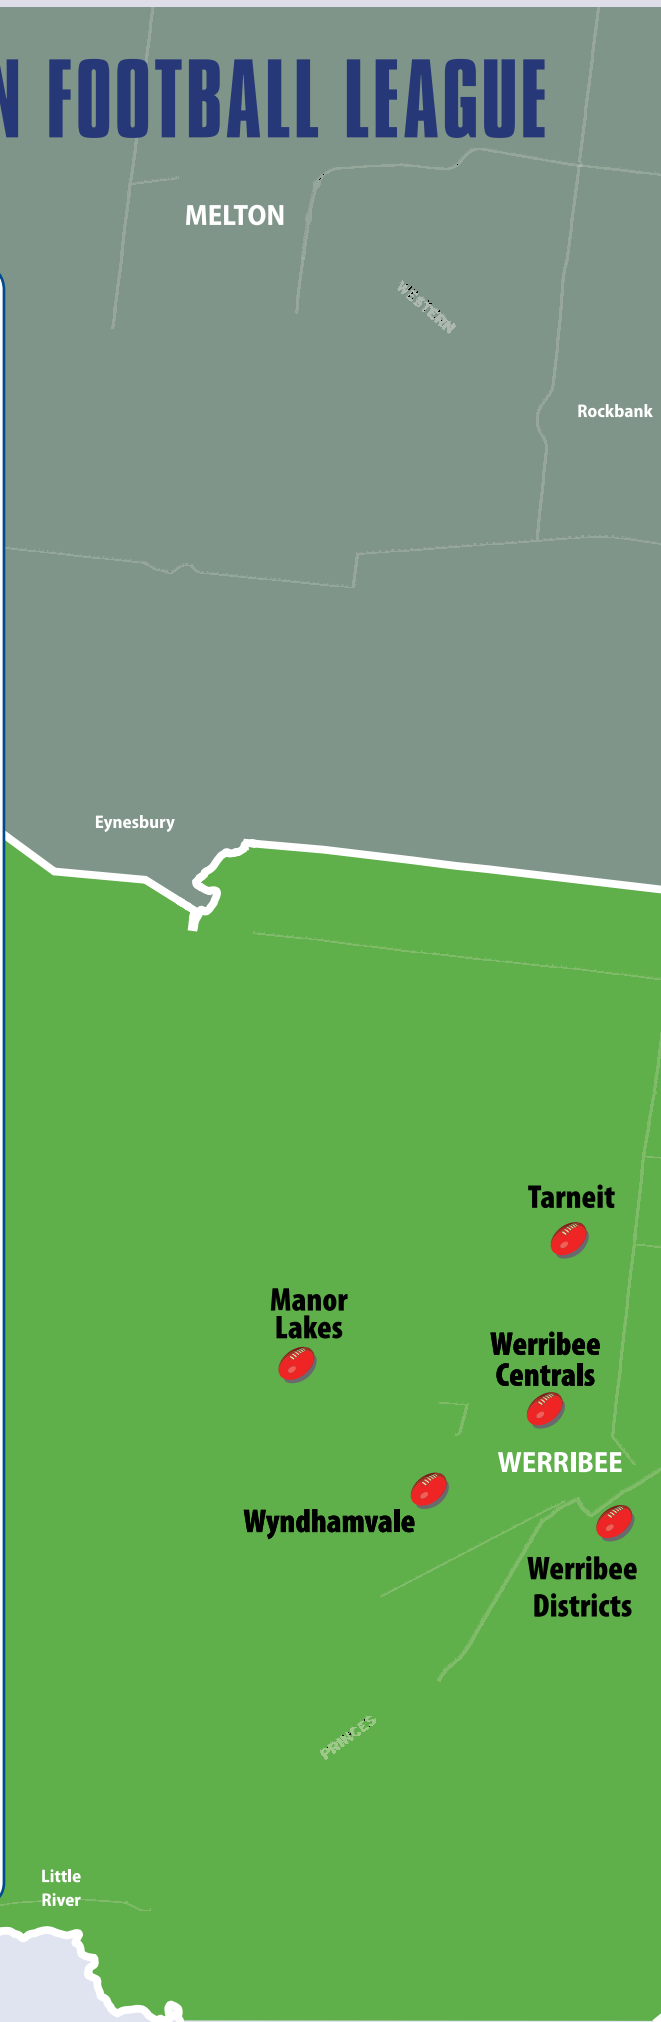 N FOOTBALL LEAGUE
MELTON
WESTERN
Rockbank
Eynesbury
Tarneit
Manor
Lakes
Werribee
Centrals
WERRIBEE
Wyndhamvale
Werribee
Districts
PRINCES
Little
River